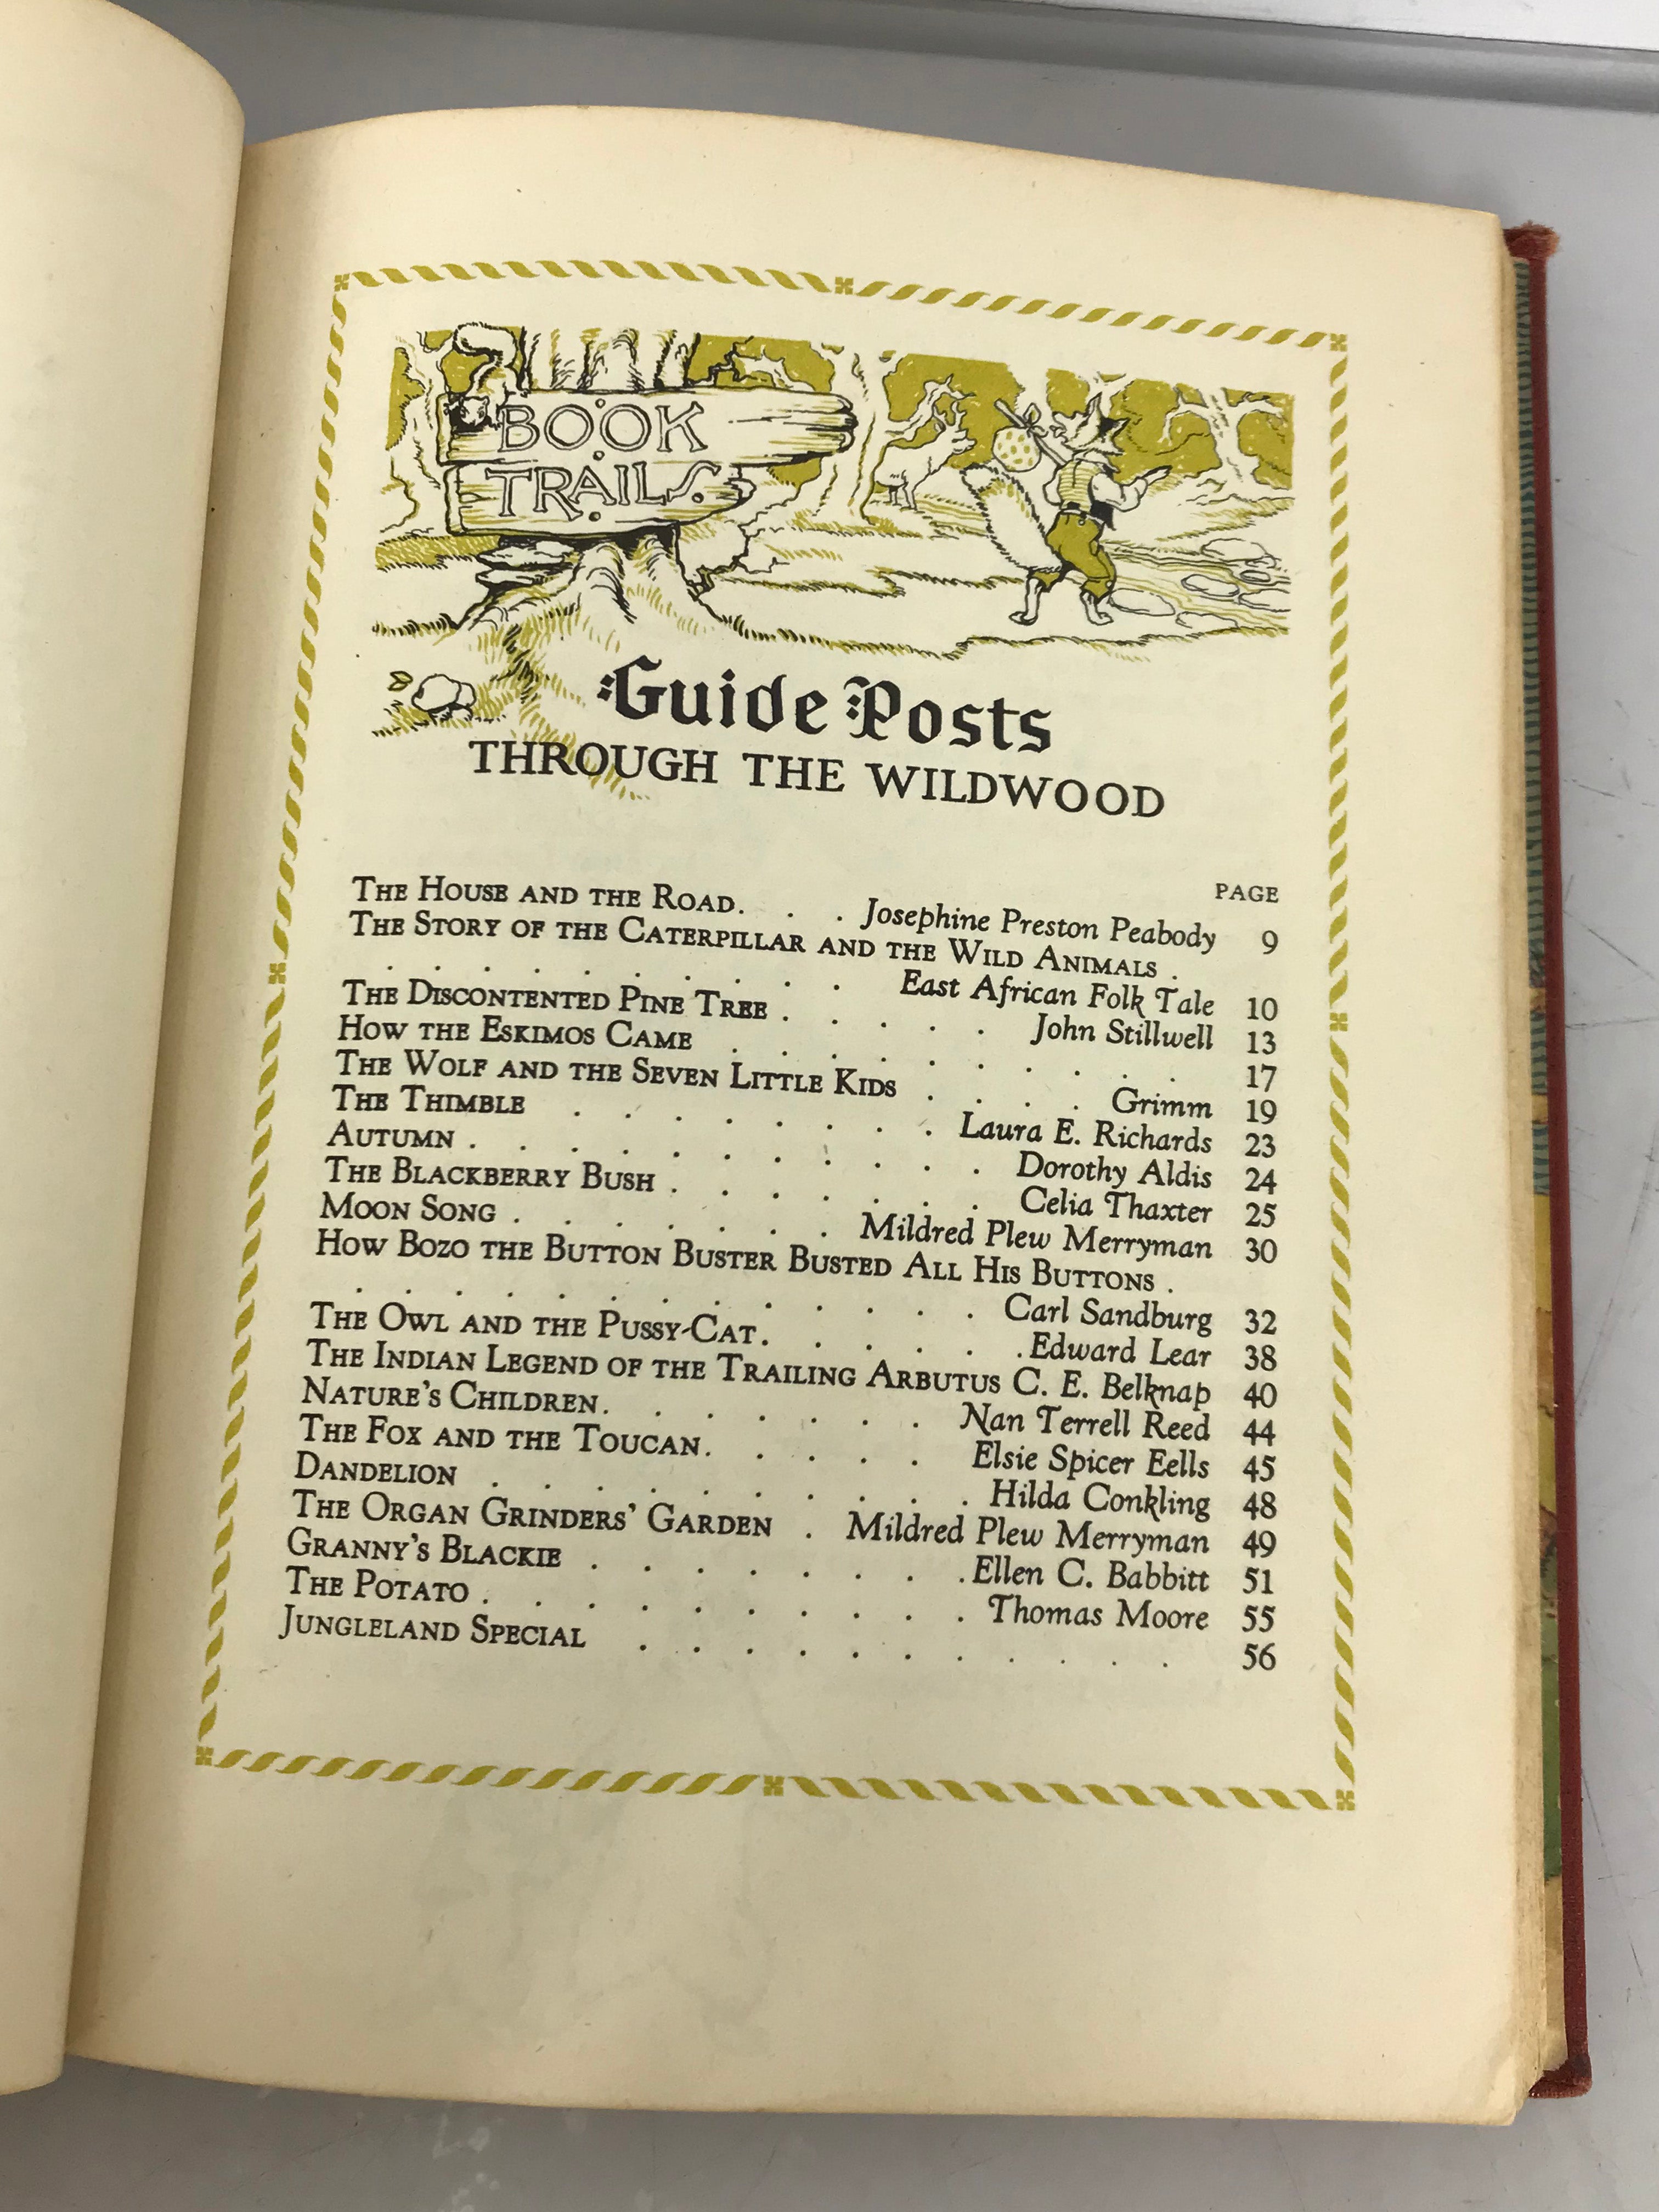 BOOK
TRAILS
Guide Posts
THROUGH THE WILDWOOD
PAGE
THE HOUSE AND THE ROAD. . . Josephine Preston Peabody 9
THE STORY OF THE CATERPILLAR AND THE WILD ANIMALS .
. . . . . . . . . . East African Folk Tale 10
THE DISCONTENTED PINE TREE . . . . . John Stillwell 13
HOW THE ESKIMOS CAME . . . . . . . . . 17
THE WOLF AND THE SEVEN LITTLE KIDS . . . . Grimm 19
THE THIMBLE . . . . . . . . Laura E. Richards 23
AUTUMN . . . . . . . . . . . Dorothy Aldis 24
THE BLACKBERRY BUSH . . . . . . . Celia Thaxter 25
MOON SONG . . . . . . . Mildred Plew Merryman 30
HOW BOZO THE BUTTON BUSTER BUSTED ALL HIS BUTTONS .
. . . . . . . . . . . . . Carl Sandburg 32
THE OWL AND THE PUSSY-CAT. . . . . . Edward Lear 38
THE INDIAN LEGEND OF THE TRAILING ARBUTUS C. E. Belknap 40
NATURE'S CHILDREN. . . . . . . Nan Terrell Reed 44
THE FOX AND THE TOUCAN. . . . . Elsie Spicer Eells 45
DANDELION . . . . . . . . . . Hilda Conkling 48
THE ORGAN GRINDERS' GARDEN . Mildred Plew Merryman 49
GRANNY'S BLACKIE . . . . . . . . Ellen C. Babbitt 51
THE POTATO . . . . . . . . . . Thomas Moore 55
JUNGLELAND SPECIAL . . . . . . . . . . . 56